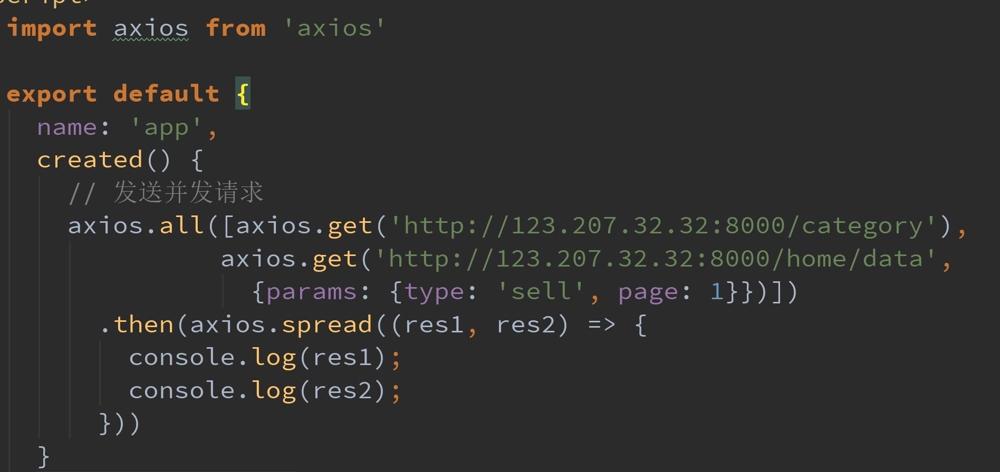 script>
import axios from 'axios'
export default {
name: 'app',
created() {
// 发送并发请求
axios.all([axios.get('http://123.207.32.32:8000/category'),
axios.get('http://123.207.32.32:8000/home/data',
{params: {type: 'sell', page: 1}})])
.then(axios.spread((res1, res2) => {
console.log(res1);
console.log(res2);
}))
}